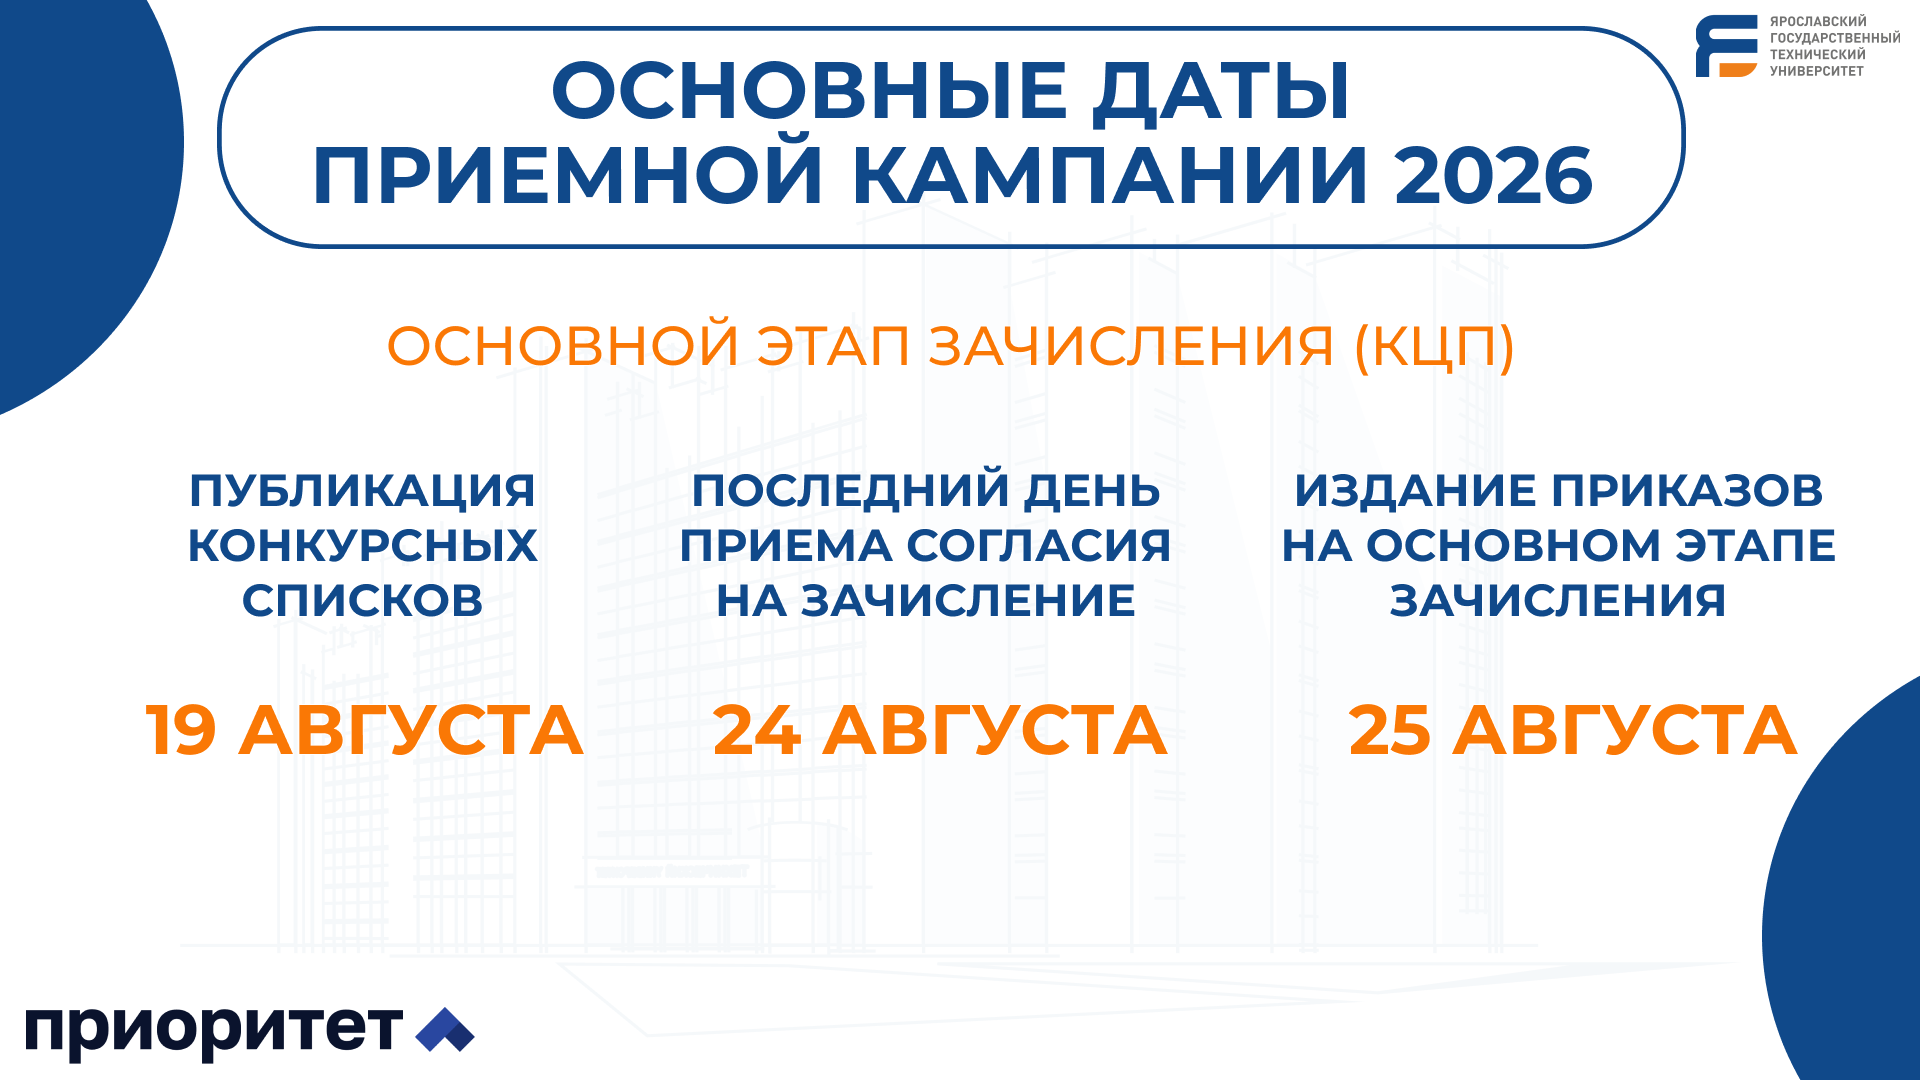 ЯРОСЛАВСКИЙ
ГОСУДАРСТВЕННЫЙ
ТЕХНИЧЕСКИЙ
УНИВЕРСИТЕТ
ОСНОВНЫЕ ДАТЫ
ПРИЕМНОЙ КАМПАНИИ 2026
ОСНОВНОЙ ЭТАП ЗАЧИСЛЕНИЯ (КЦП)
ПУБЛИКАЦИЯ
КОНКУРСНЫХ
СПИСКОВ
19 АВГУСТА
ПОСЛЕДНИЙ ДЕНЬ
ПРИЕМА СОГЛАСИЯ
НА ЗАЧИСЛЕНИЕ
24 АВГУСТА
ИЗДАНИЕ ПРИКАЗОВ
НА ОСНОВНОМ ЭТАПЕ
ЗАЧИСЛЕНИЯ
25 АВГУСТА
приоритет